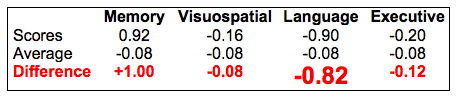 Memory Visuospatial Language Executive
Scores 0.92 -0.16 -0.90 -0.20
Average -0.08 -0.08 -0.08 -0.08
Difference +1.00 -0.08 -0.82 -0.12